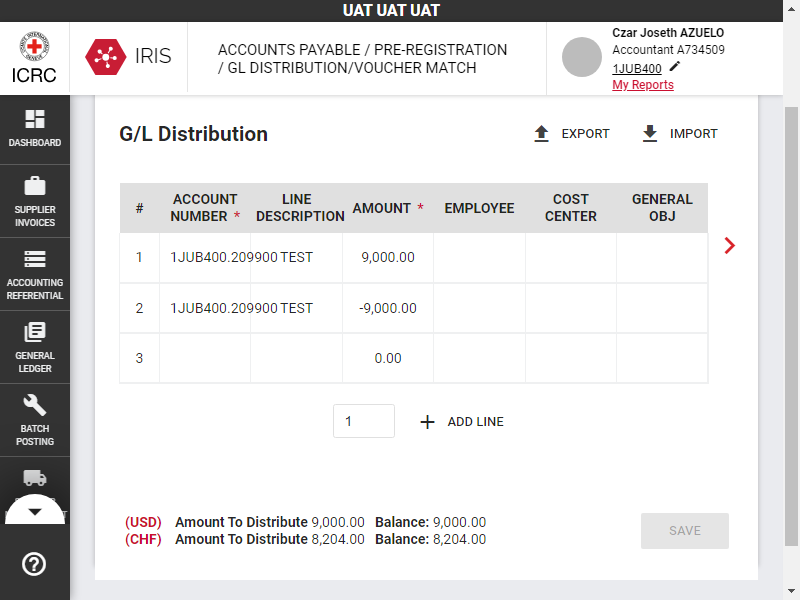 UAT UAT UAT
ICRC
IRIS
ACCOUNTS PAYABLE / PRE-REGISTRATION
/ GL DISTRIBUTION/VOUCHER MATCH
Czar Joseth AZUELO
Accountant A734509
1JUB400
My Reports
DASHBOARD
SUPPLIER
INVOICES
ACCOUNTING
REFERENTIAL
GENERAL
LEDGER
BATCH
POSTING
G/L Distribution
EXPORT IMPORT
# ACCOUNT NUMBER * LINE DESCRIPTION AMOUNT * EMPLOYEE COST CENTER GENERAL OBJ
1 1JUB400.209900 TEST 9,000.00
2 1JUB400.209900 TEST -9,000.00
3 0.00
1 + ADD LINE
(USD) Amount To Distribute 9,000.00 Balance: 9,000.00
(CHF) Amount To Distribute 8,204.00 Balance: 8,204.00
SAVE